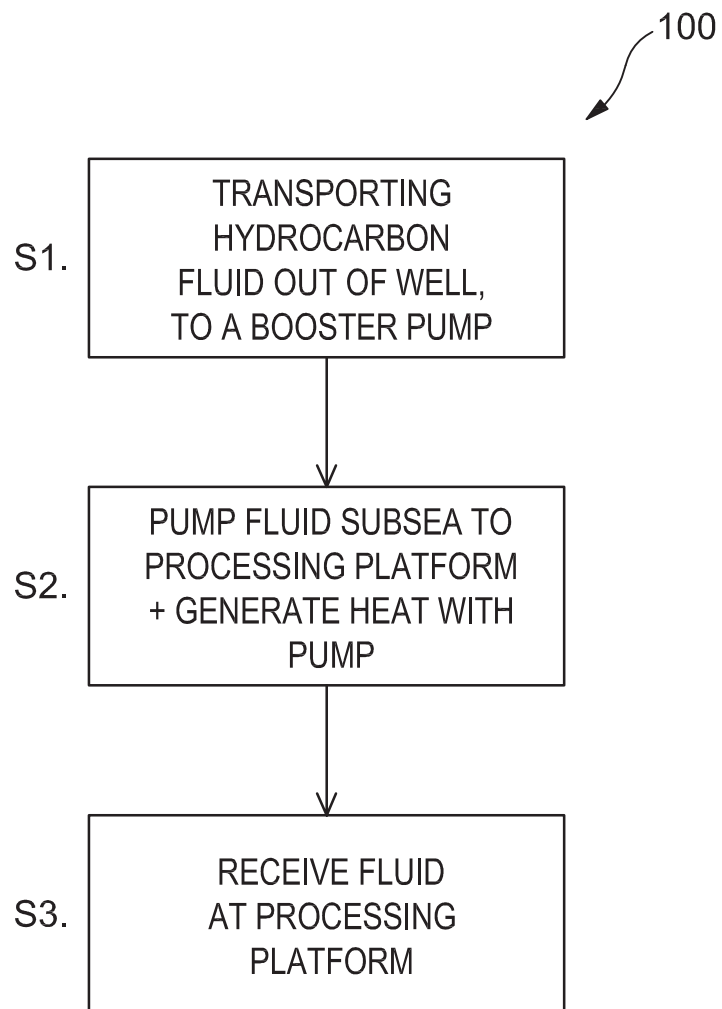 100
S1.
TRANSPORTING
HYDROCARBON
FLUID OUT OF WELL,
TO A BOOSTER PUMP
S2.
PUMP FLUID SUBSEA TO
PROCESSING PLATFORM
+ GENERATE HEAT WITH
PUMP
S3.
RECEIVE FLUID
AT PROCESSING
PLATFORM